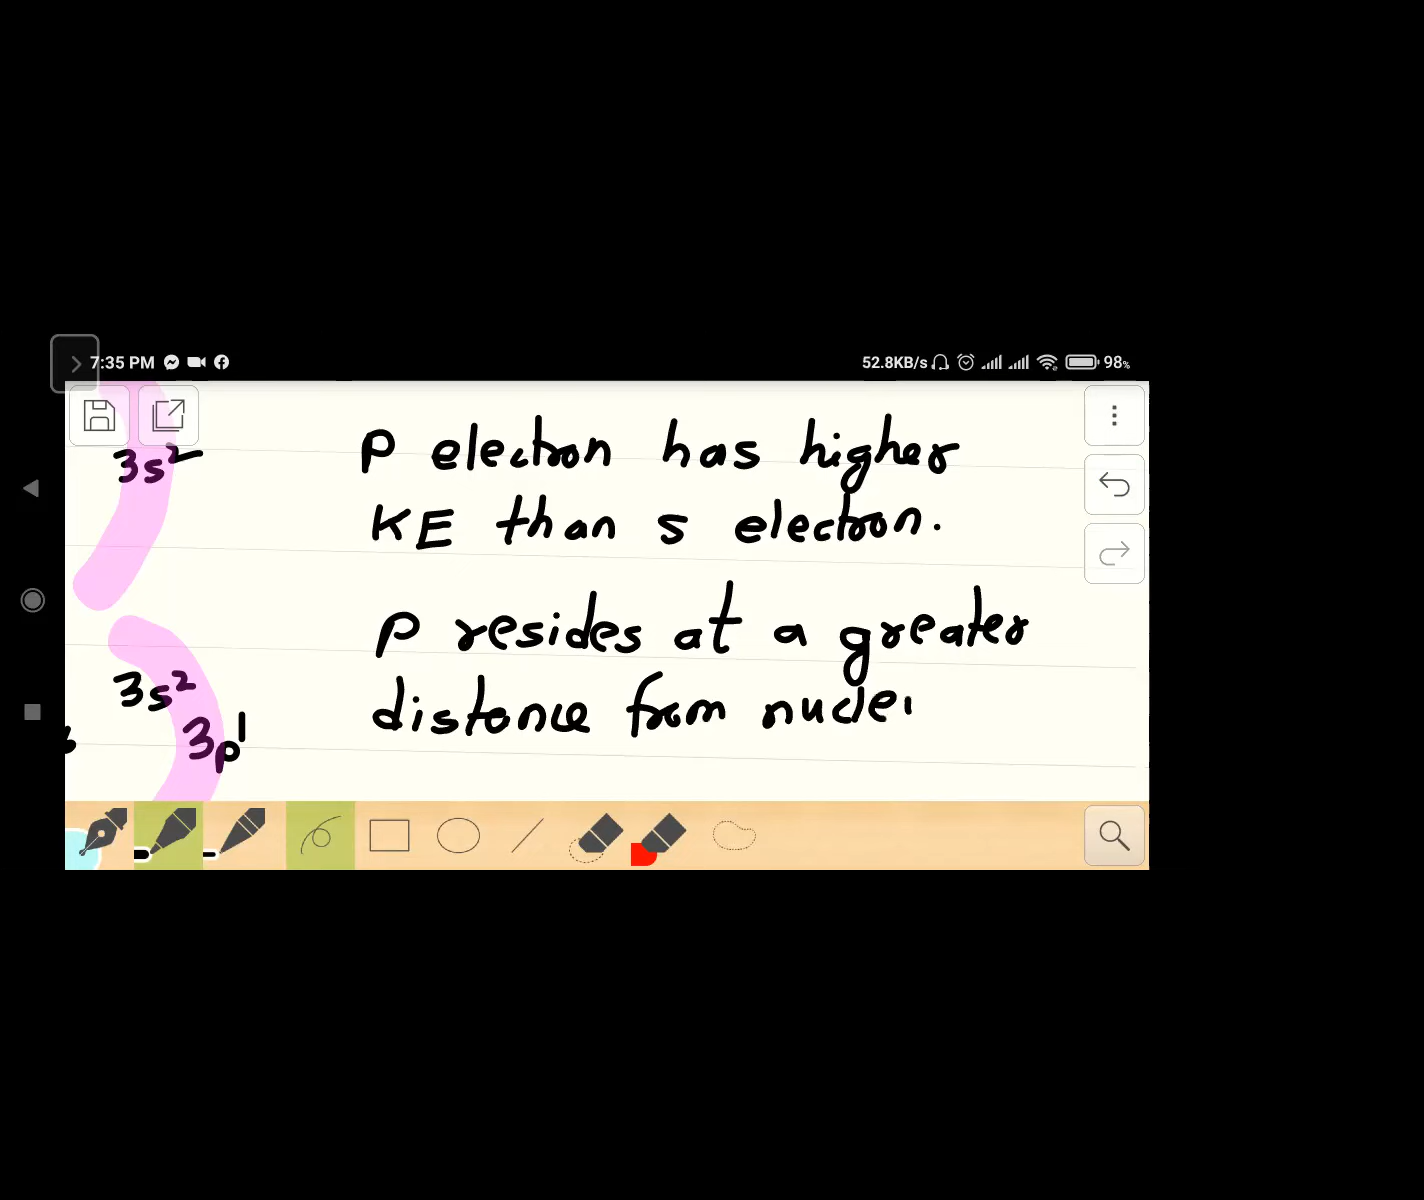 7:35 PM
52.8KB/s
98%
3s²
P electron has higher
KE than s electron.
P resides at a greater
distance from nuclei
3s²
3p¹